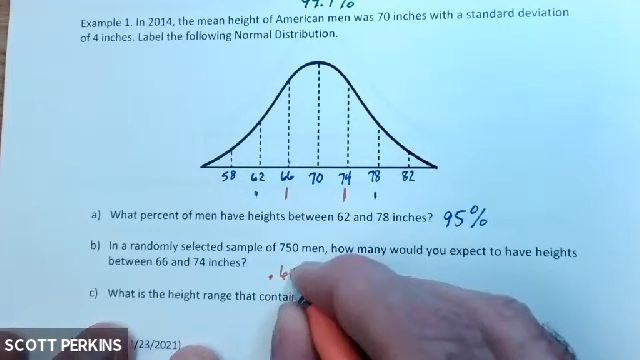 99.7%
Example 1. In 2014, the mean height of American men was 70 inches with a standard deviation
of 4 inches. Label the following Normal Distribution.
58 62 66 70 74 78 82
a) What percent of men have heights between 62 and 78 inches? 95%
b) In a randomly selected sample of 750 men, how many would you expect to have heights
between 66 and 74 inches?
c) What is the height range that contain
SCOTT PERKINS
/23/2021)